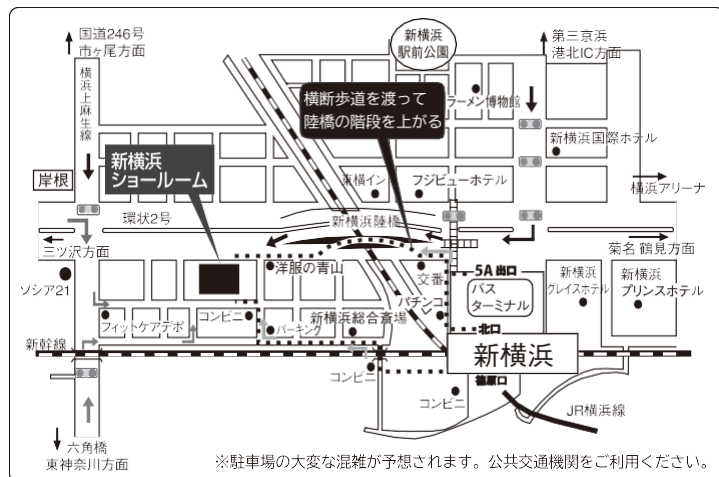 国道246号
市ヶ尾方面
新横浜
駅前公園
第三京浜
港北IC方面
横浜上麻生線
横断歩道を渡って
陸橋の階段を上がる
ラーメン博物館
新横浜国際ホテル
新横浜
ショールーム
岸根
東横イン
フジビューホテル
横浜アリーナ
環状2号
新横浜陸橋
三ツ沢方面
菊名 鶴見方面
洋服の青山
交番
5A 出口
ソシア21
バス
ターミナル
新横浜
グレイスホテル
新横浜
プリンスホテル
パチンコ
フィットケアデポ
コンビニ
新横浜総合斎場
パーキング
北口
新幹線
新横浜
コンビニ
篠原口
コンビニ
JR横浜線
六角橋
東神奈川方面
※駐車場の大変な混雑が予想されます。公共交通機関をご利用ください。